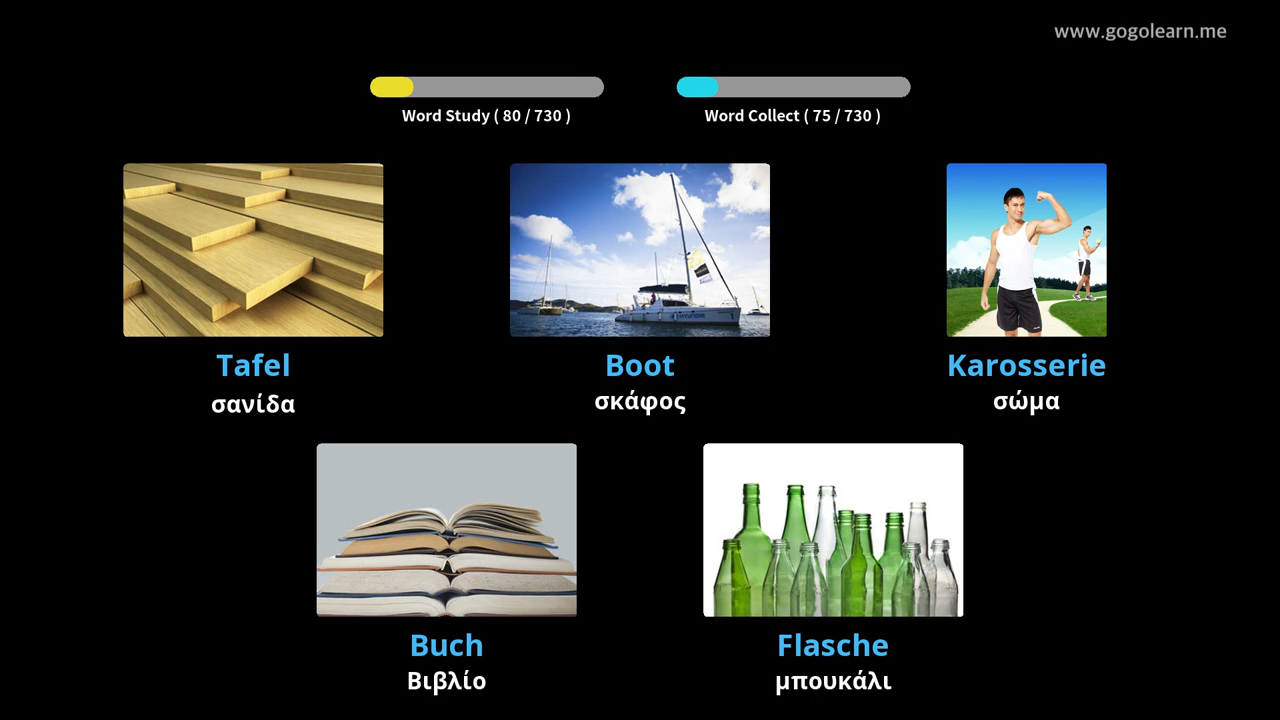 www.gogolearn.me
Word Study ( 80 / 730 )
Word Collect ( 75 / 730 )
Tafel
σανίδα
Boot
σκάφος
Karosserie
σώμα
Buch
Βιβλίο
Flasche
μπουκάλι